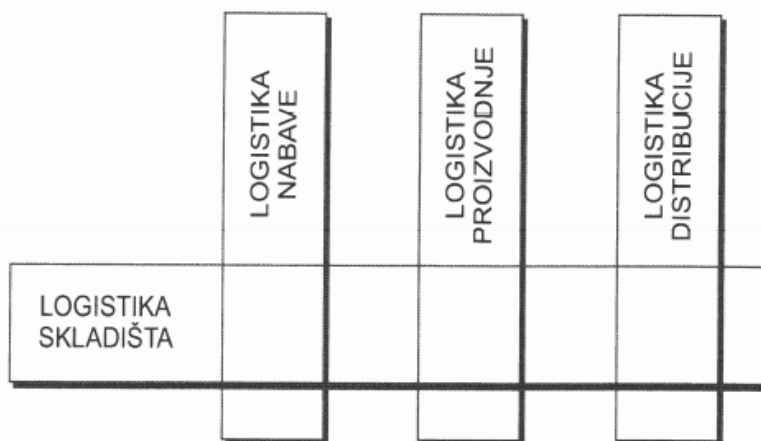 LOGISTIKA
NABAVE
LOGISTIKA
PROIZVODNJE
LOGISTIKA
DISTRIBUCIJE
LOGISTIKA
SKLADIŠTA